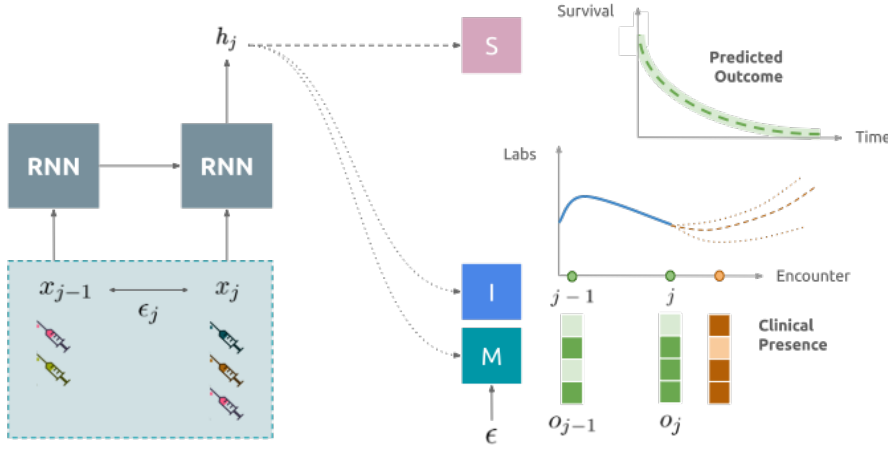 h_j
S
Survival
Predicted
Outcome
Time
RNN
RNN
Labs
x_{j-1}
x_j
ϵ_j
I
Encounter
j − 1
j
M
Clinical
Presence
ϵ
o_{j-1}
o_j